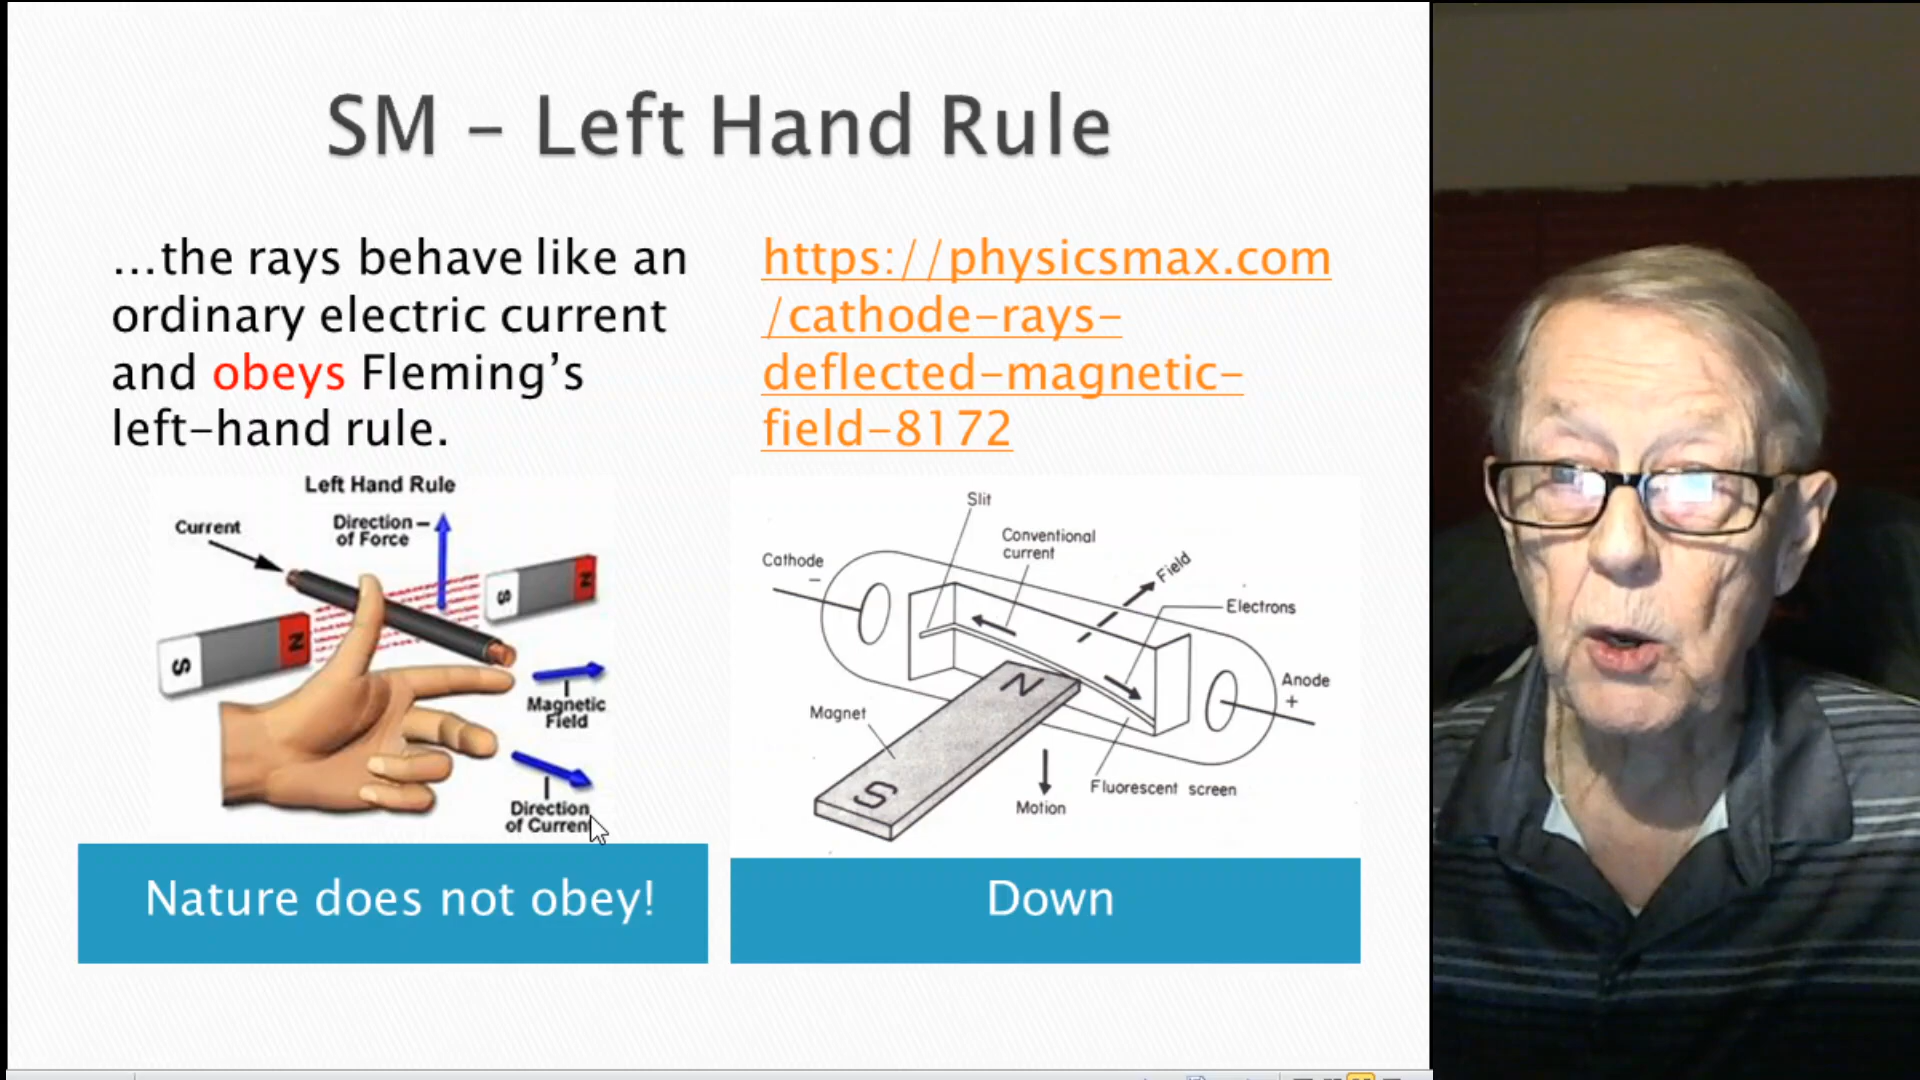 SM – Left Hand Rule
…the rays behave like an
ordinary electric current
and obeys Fleming’s
left-hand rule.
https://physicsmax.com
/cathode-rays-
deflected-magnetic-
field-8172
Left Hand Rule
Current
Direction
of Force
N
S
S
N
Magnetic
Field
Direction
of Current
Slit
Conventional
current
Cathode
−
Field
Electrons
Anode
+
Magnet
N
S
Motion
Fluorescent screen
Nature does not obey!
Down